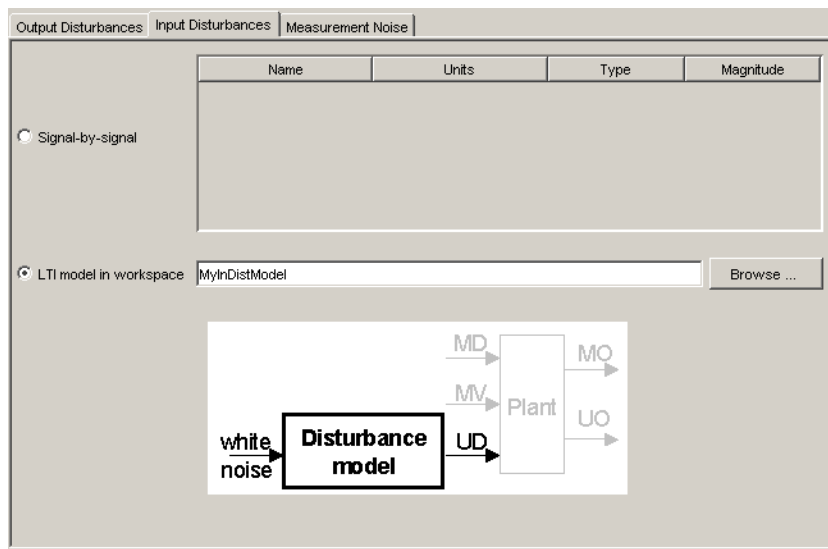 Output Disturbances Input Disturbances Measurement Noise
Name Units Type Magnitude
Signal-by-signal
LTI model in workspace MyInDistModel Browse ...
MD
MO
MV
Plant
UO
white
noise
Disturbance
model
UD